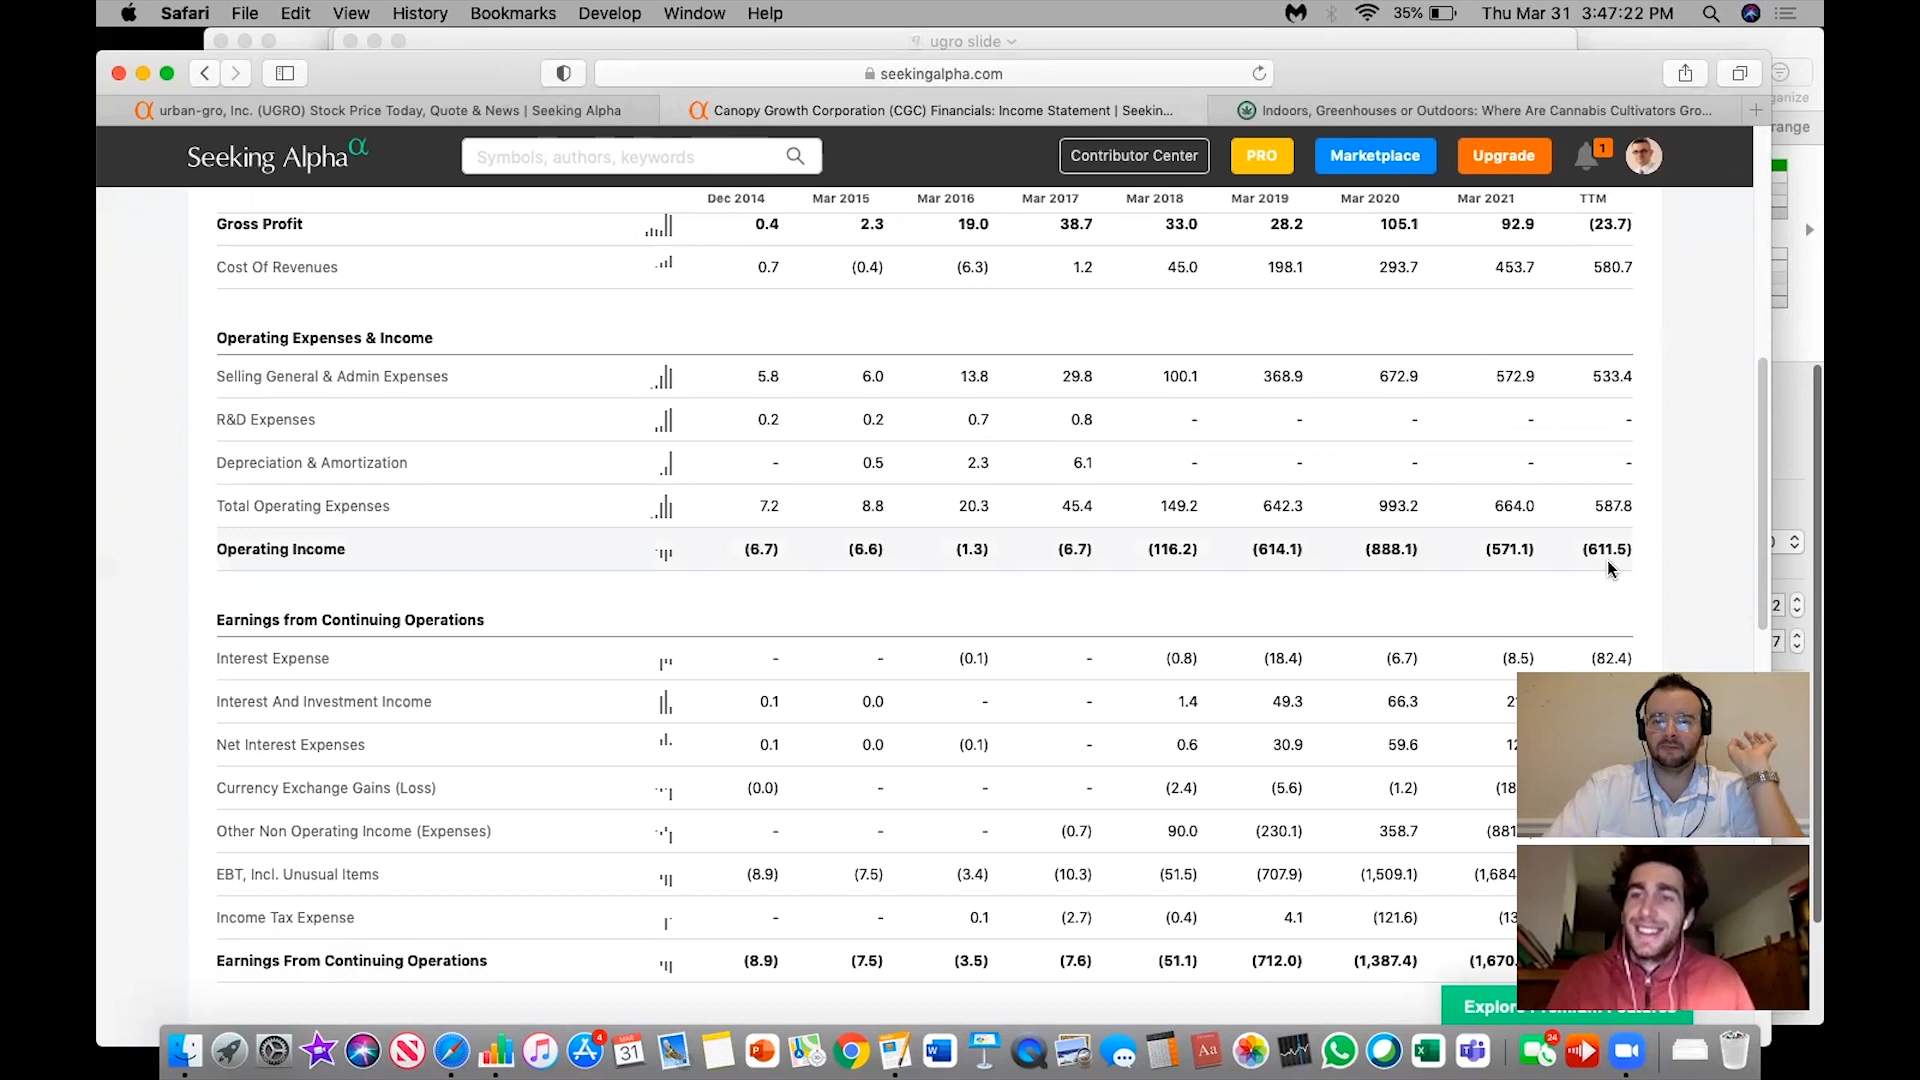 Safari File Edit View History Bookmarks Develop Window Help 35% Thu Mar 31 3:47:22 PM
ugro slide
seekingalpha.com
urban-gro, Inc. (UGRO) Stock Price Today, Quote & News | Seeking Alpha
Canopy Growth Corporation (CGC) Financials: Income Statement | Seekin...
Indoors, Greenhouses or Outdoors: Where Are Cannabis Cultivators Gro...
Seeking Alpha α
Symbols, authors, keywords
Contributor Center
PRO
Marketplace
Upgrade
1
Dec 2014 Mar 2015 Mar 2016 Mar 2017 Mar 2018 Mar 2019 Mar 2020 Mar 2021 TTM
Gross Profit 0.4 2.3 19.0 38.7 33.0 28.2 105.1 92.9 (23.7)
Cost Of Revenues 0.7 (0.4) (6.3) 1.2 45.0 198.1 293.7 453.7 580.7
Operating Expenses & Income
Selling General & Admin Expenses 5.8 6.0 13.8 29.8 100.1 368.9 672.9 572.9 533.4
R&D Expenses 0.2 0.2 0.7 0.8 - - - - -
Depreciation & Amortization - 0.5 2.3 6.1 - - - - -
Total Operating Expenses 7.2 8.8 20.3 45.4 149.2 642.3 993.2 664.0 587.8
Operating Income (6.7) (6.6) (1.3) (6.7) (116.2) (614.1) (888.1) (571.1) (611.5)
Earnings from Continuing Operations
Interest Expense - - (0.1) - (0.8) (18.4) (6.7) (8.5) (82.4)
Interest And Investment Income 0.1 0.0 - - 1.4 49.3 66.3
Net Interest Expenses 0.1 0.0 (0.1) - 0.6 30.9 59.6
Currency Exchange Gains (Loss) (0.0) - - - (2.4) (5.6) (1.2) (18
Other Non Operating Income (Expenses) - - - (0.7) 90.0 (230.1) 358.7 (881
EBT, Incl. Unusual Items (8.9) (7.5) (3.4) (10.3) (51.5) (707.9) (1,509.1) (1,684
Income Tax Expense - - 0.1 (2.7) (0.4) 4.1 (121.6) (13
Earnings From Continuing Operations (8.9) (7.5) (3.5) (7.6) (51.1) (712.0) (1,387.4) (1,670.